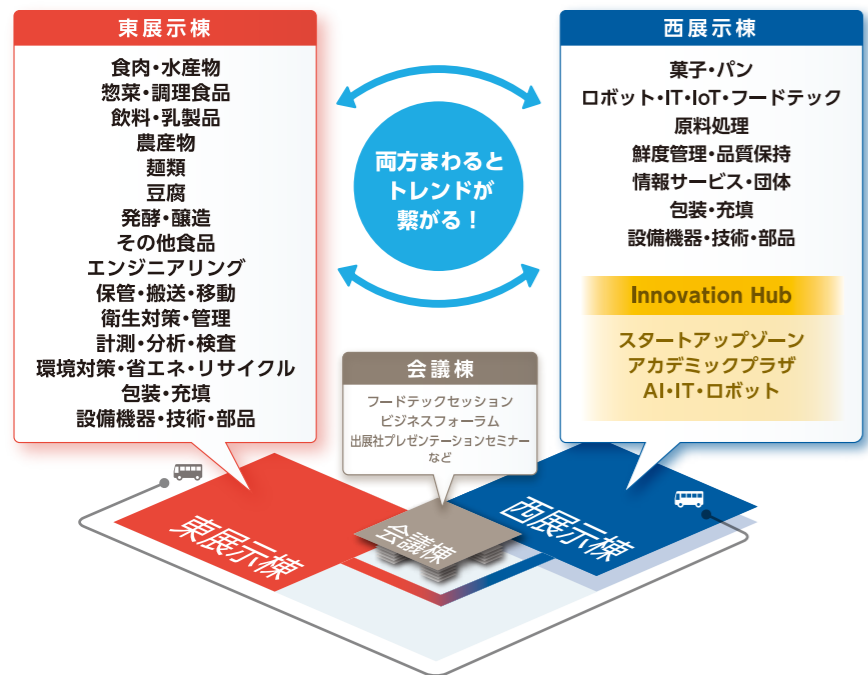 東展示棟
食肉・水産物
惣菜・調理食品
飲料・乳製品
農産物
麺類
豆腐
発酵・醸造
その他食品
エンジニアリング
保管・搬送・移動
衛生対策・管理
計測・分析・検査
環境対策・省エネ・リサイクル
包装・充填
設備機器・技術・部品
両方まわると
トレンドが
繋がる！
西展示棟
菓子・パン
ロボット・IT・IoT・フードテック
原料処理
鮮度管理・品質保持
情報サービス・団体
包装・充填
設備機器・技術・部品
Innovation Hub
スタートアップゾーン
アカデミックプラザ
AI・IT・ロボット
会議棟
フードテックセッション
ビジネスフォーラム
出展社プレゼンテーションセミナー
など
東展示棟
会議棟
西展示棟